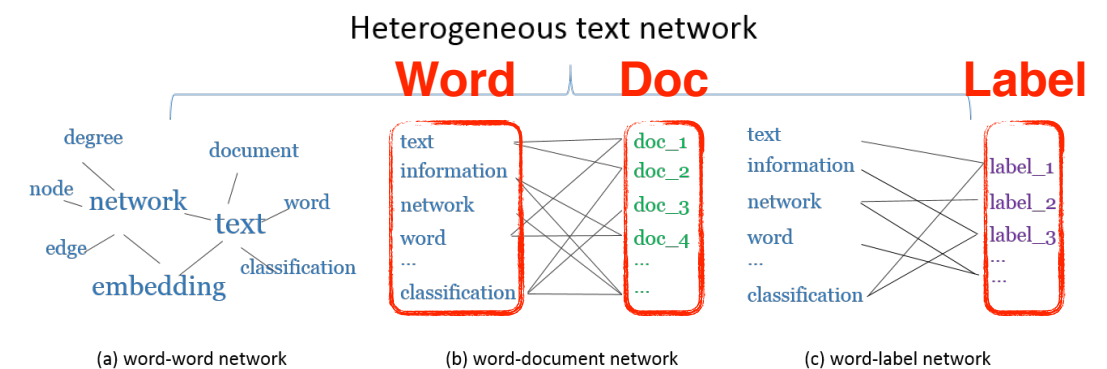 Heterogeneous text network
Word
Doc
Label
degree
document
node
network
word
text
edge
classification
embedding
text
information
network
word
...
classification
doc_1
doc_2
doc_3
doc_4
...
...
text
information
network
word
...
classification
label_1
label_2
label_3
...
...
(a) word-word network
(b) word-document network
(c) word-label network